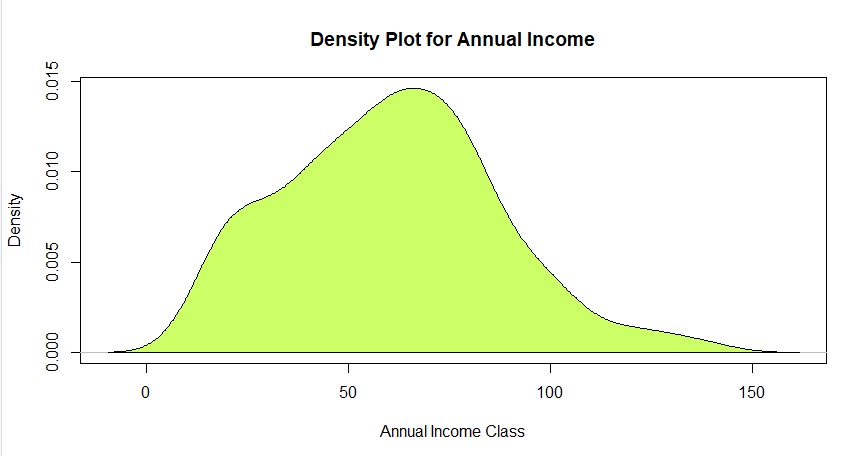 Density Plot for Annual Income
0.015
0.010
0.005
0.000
Density
0 50 100 150
Annual Income Class